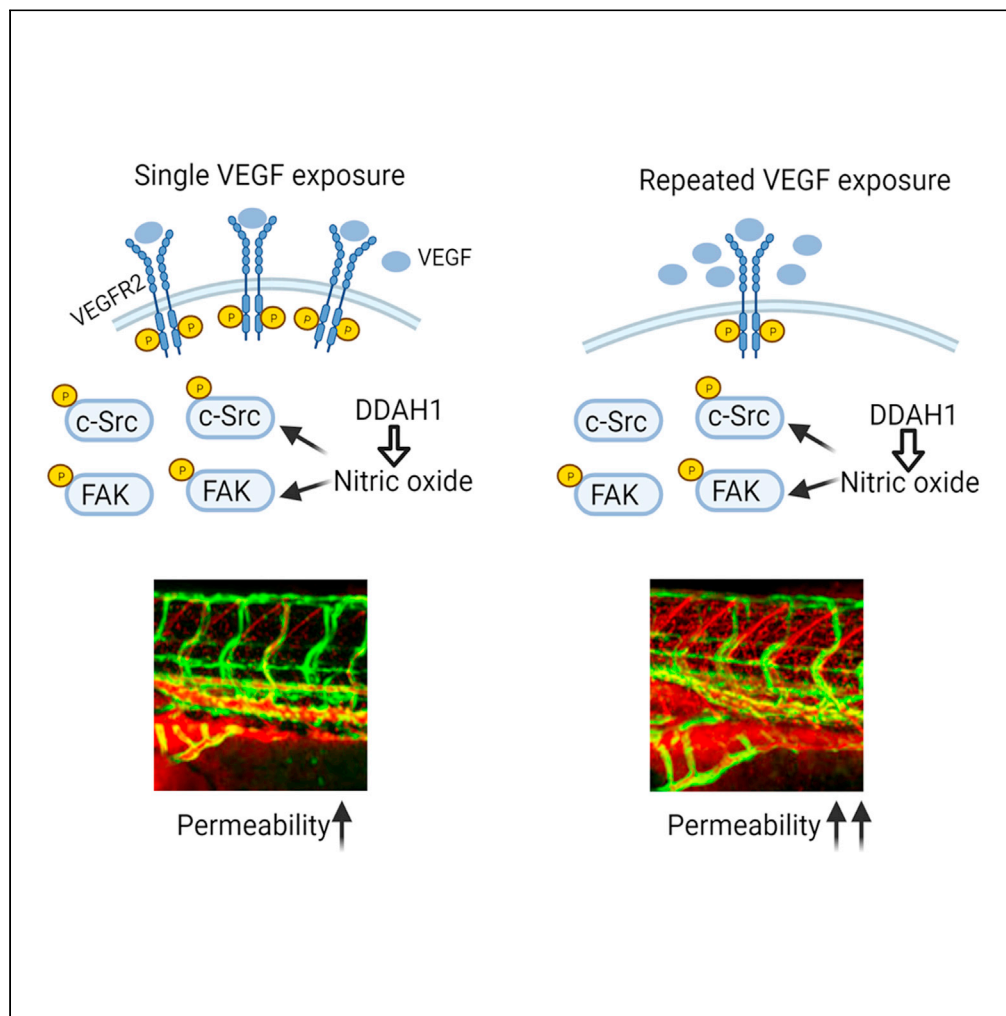 Single VEGF exposure
VEGF
VEGFR2
P P P P P P
P
c-Src
P
c-Src
DDAH1
P
FAK
P
FAK
Nitric oxide
Permeability
Repeated VEGF exposure
P P
c-Src
P
c-Src
DDAH1
P
FAK
P
FAK
Nitric oxide
Permeability